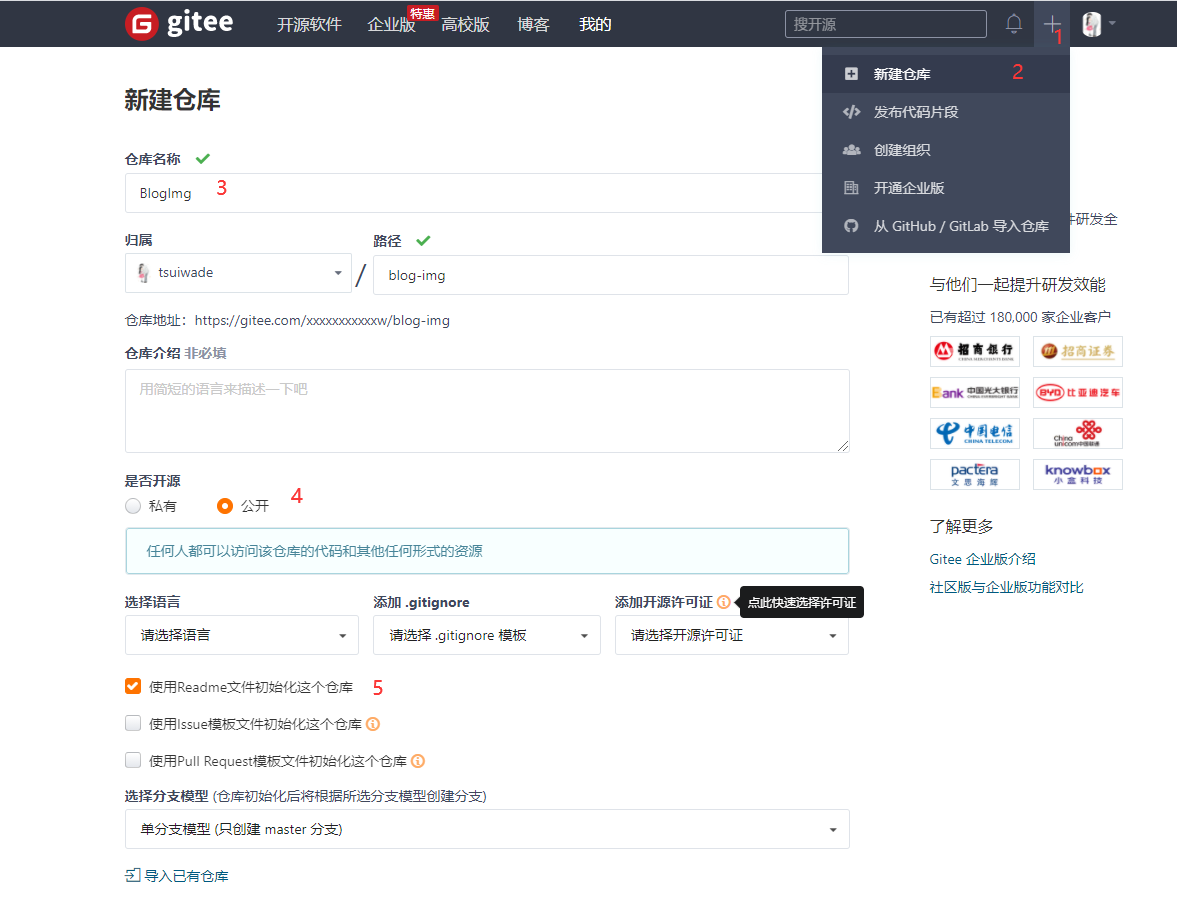 gitee 开源软件 企业版 特惠 高校版 博客 我的 搜开源
1
新建仓库 2
发布代码片段
创建组织
开通企业版
从 GitHub / GitLab 导入仓库
新建仓库
仓库名称
BlogImg 3
归属 路径
tsuiwade / blog-img
仓库地址：https://gitee.com/xxxxxxxxxxxw/blog-img
仓库介绍 非必填
用简短的语言来描述一下吧
是否开源
私有 公开 4
任何人都可以访问该仓库的代码和其他任何形式的资源
选择语言 添加 .gitignore 添加开源许可证 点此快速选择许可证
请选择语言 请选择 .gitignore 模板 请选择开源许可证
使用Readme文件初始化这个仓库 5
使用Issue模板文件初始化这个仓库
使用Pull Request模板文件初始化这个仓库
选择分支模型 (仓库初始化后将根据所选分支模型创建分支)
单分支模型 (只创建 master 分支)
导入已有仓库
件研发全
与他们一起提升研发效能
已有超过 180,000 家企业客户
招商银行 招商证券
CHINA MERCHANTS BANK
Bank 中国光大银行 BYD 比亚迪汽车
CHINA EVERBRIGHT BANK
中国电信 China
CHINA TELECOM unicom中国联通
pactera knowbox
文思海辉 小盒科技
了解更多
Gitee 企业版介绍
社区版与企业版功能对比